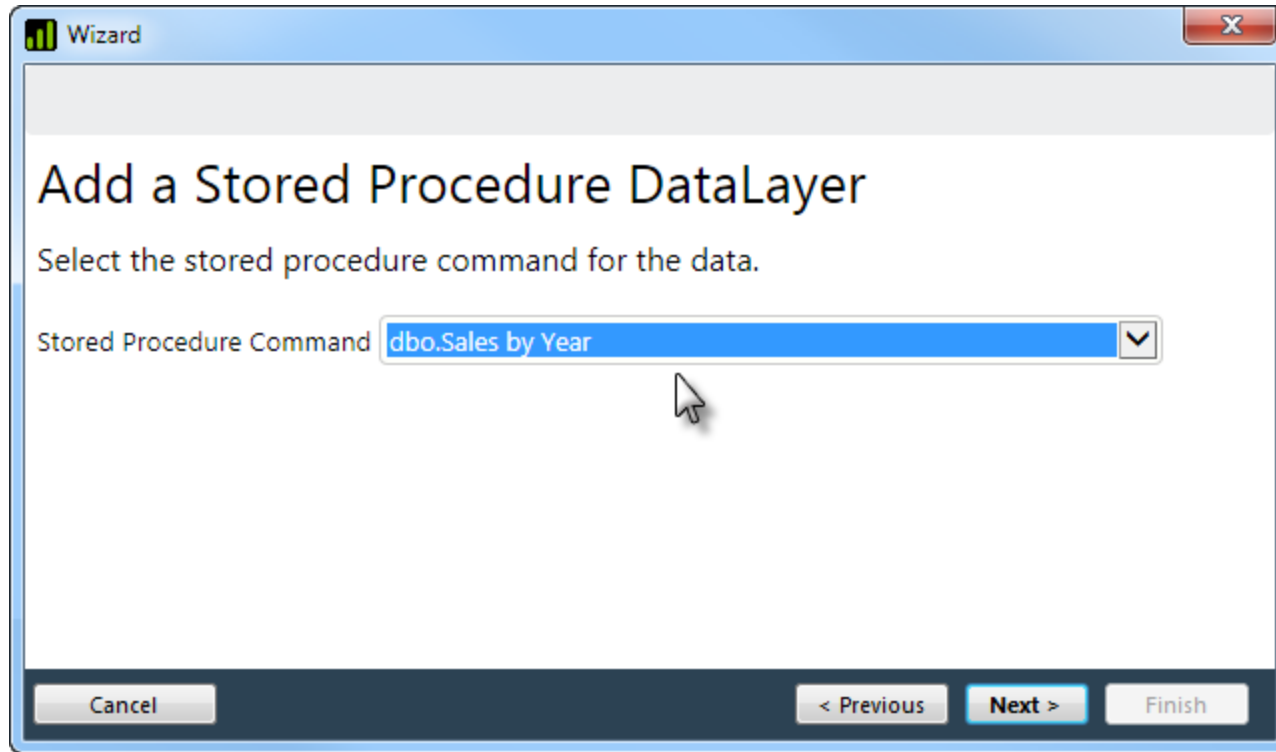 Wizard
Add a Stored Procedure DataLayer
Select the stored procedure command for the data.
Stored Procedure Command dbo.Sales by Year
Cancel < Previous Next > Finish